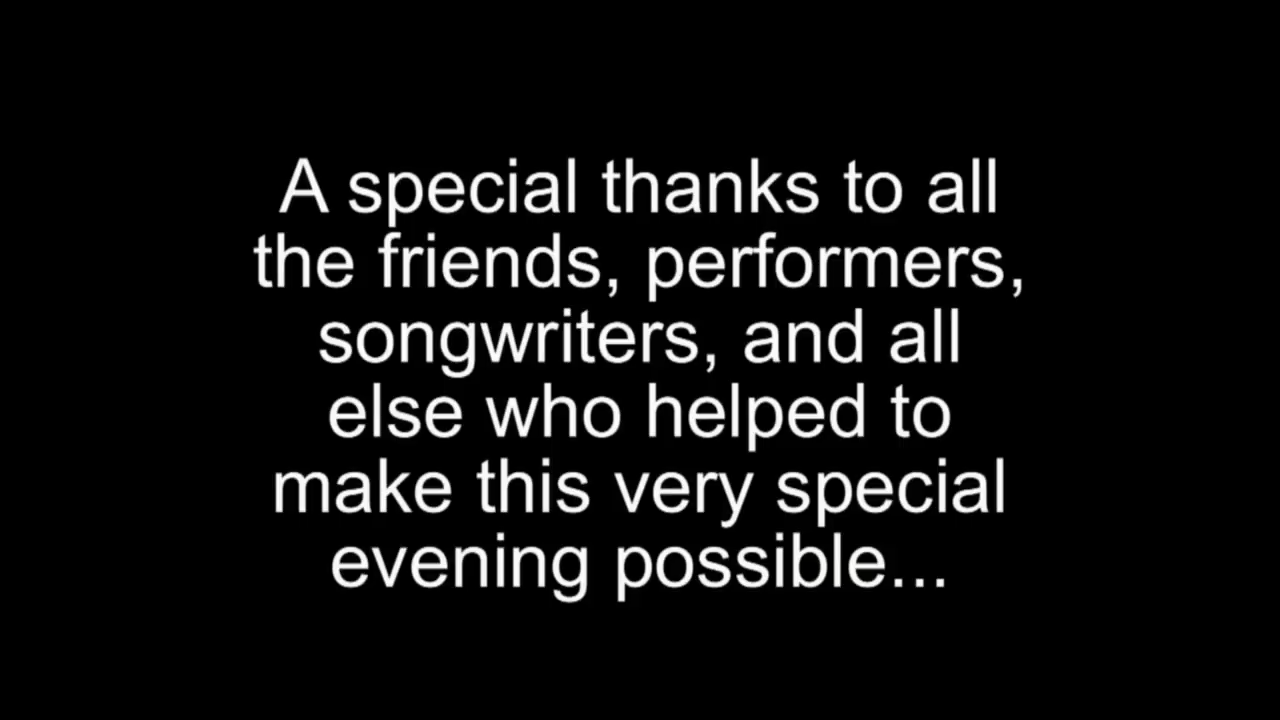 A special thanks to all
the friends, performers,
songwriters, and all
else who helped to
make this very special
evening possible...